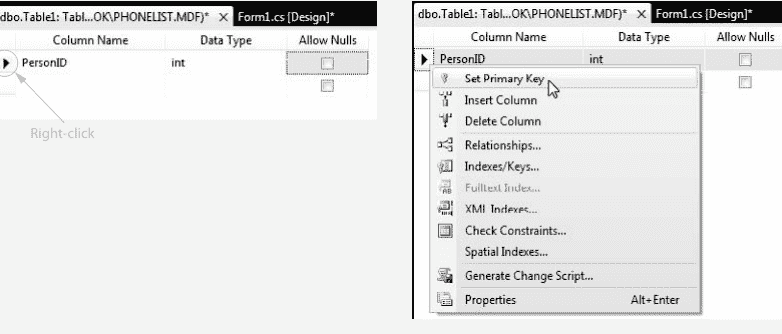 dbo.Table1: Tabl...OK\PHONELIST.MDF)* × Form1.cs [Design]*
Column Name Data Type Allow Nulls
PersonID int
Right-click
dbo.Table1: Tabl...OK\PHONELIST.MDF)* × Form1.cs [Design]*
Column Name Data Type Allow Nulls
PersonID int
Set Primary Key
Insert Column
Delete Column
Relationships...
Indexes/Keys...
Fulltext Index...
XML Indexes...
Check Constraints...
Spatial Indexes...
Generate Change Script...
Properties Alt+Enter